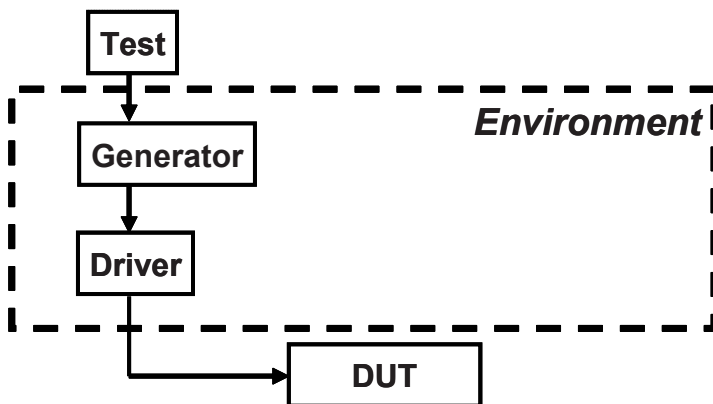 Test
Environment
Generator
Driver
DUT